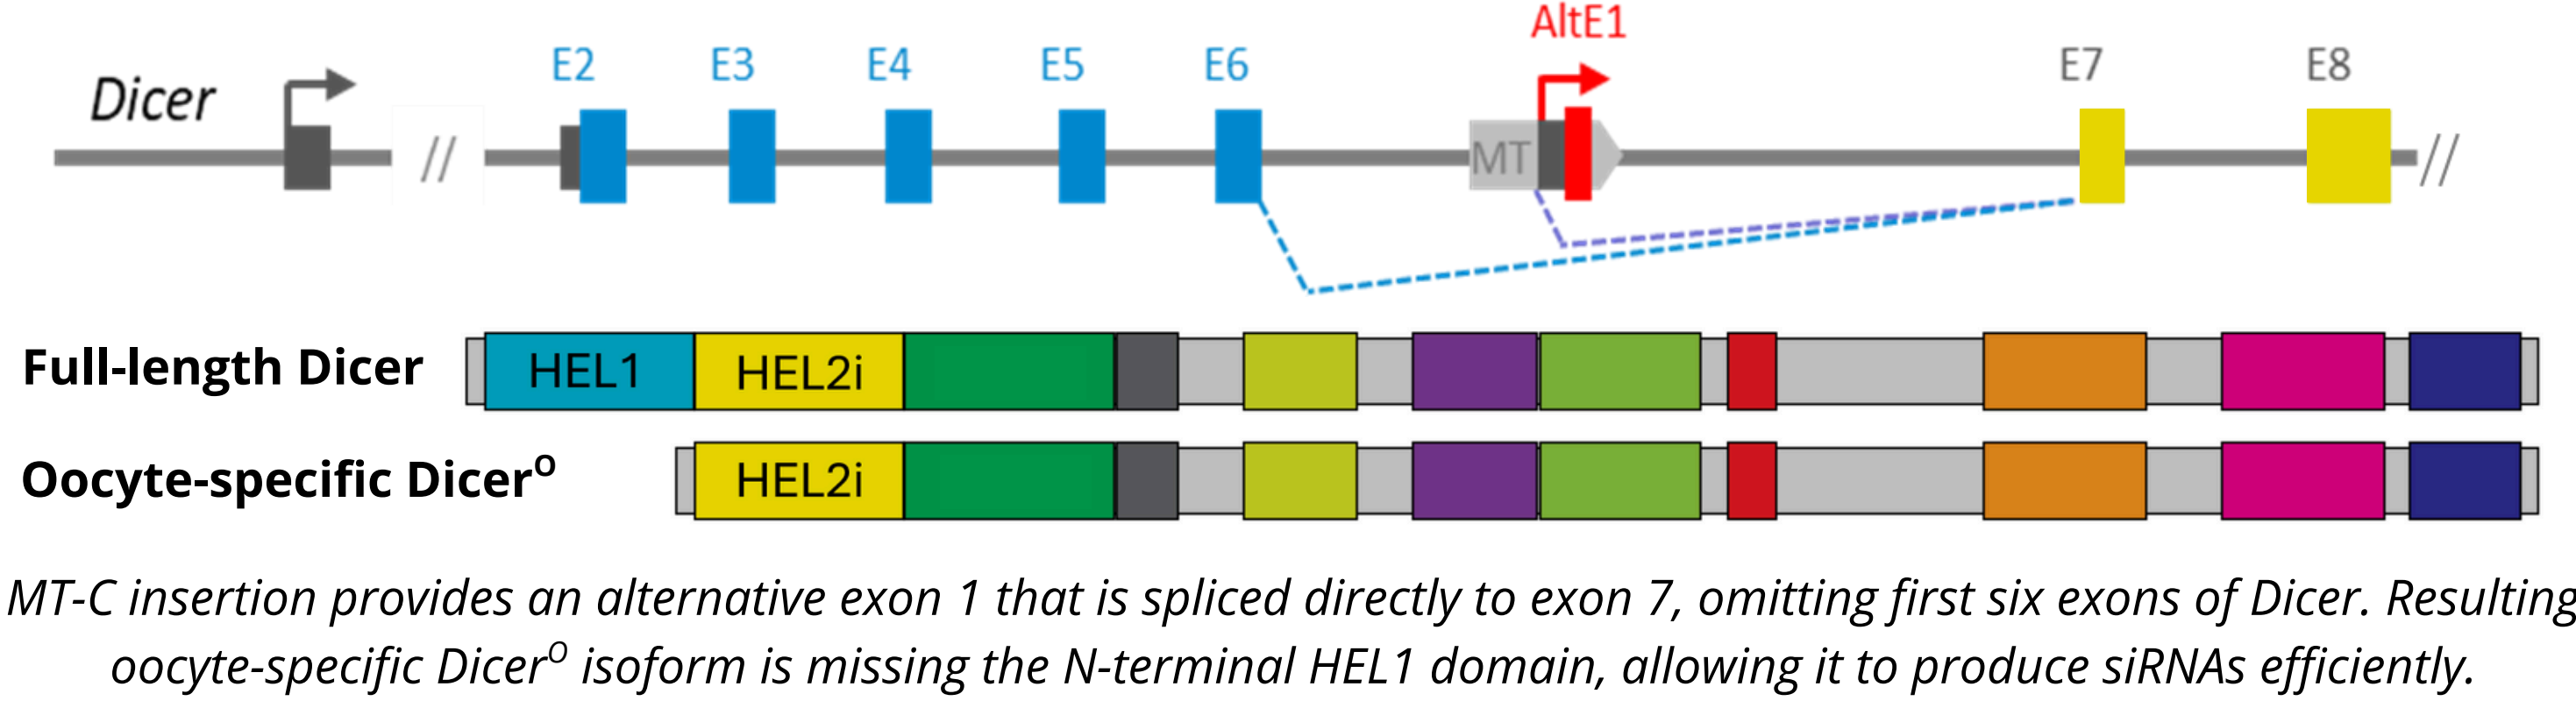 AltE1
E2 E3 E4 E5 E6 E7 E8
Dicer
// MT //
Full-length Dicer HEL1 HEL2i
Oocyte-specific Dicerᴼ HEL2i
MT-C insertion provides an alternative exon 1 that is spliced directly to exon 7, omitting first six exons of Dicer. Resulting
oocyte-specific Dicerᴼ isoform is missing the N-terminal HEL1 domain, allowing it to produce siRNAs efficiently.